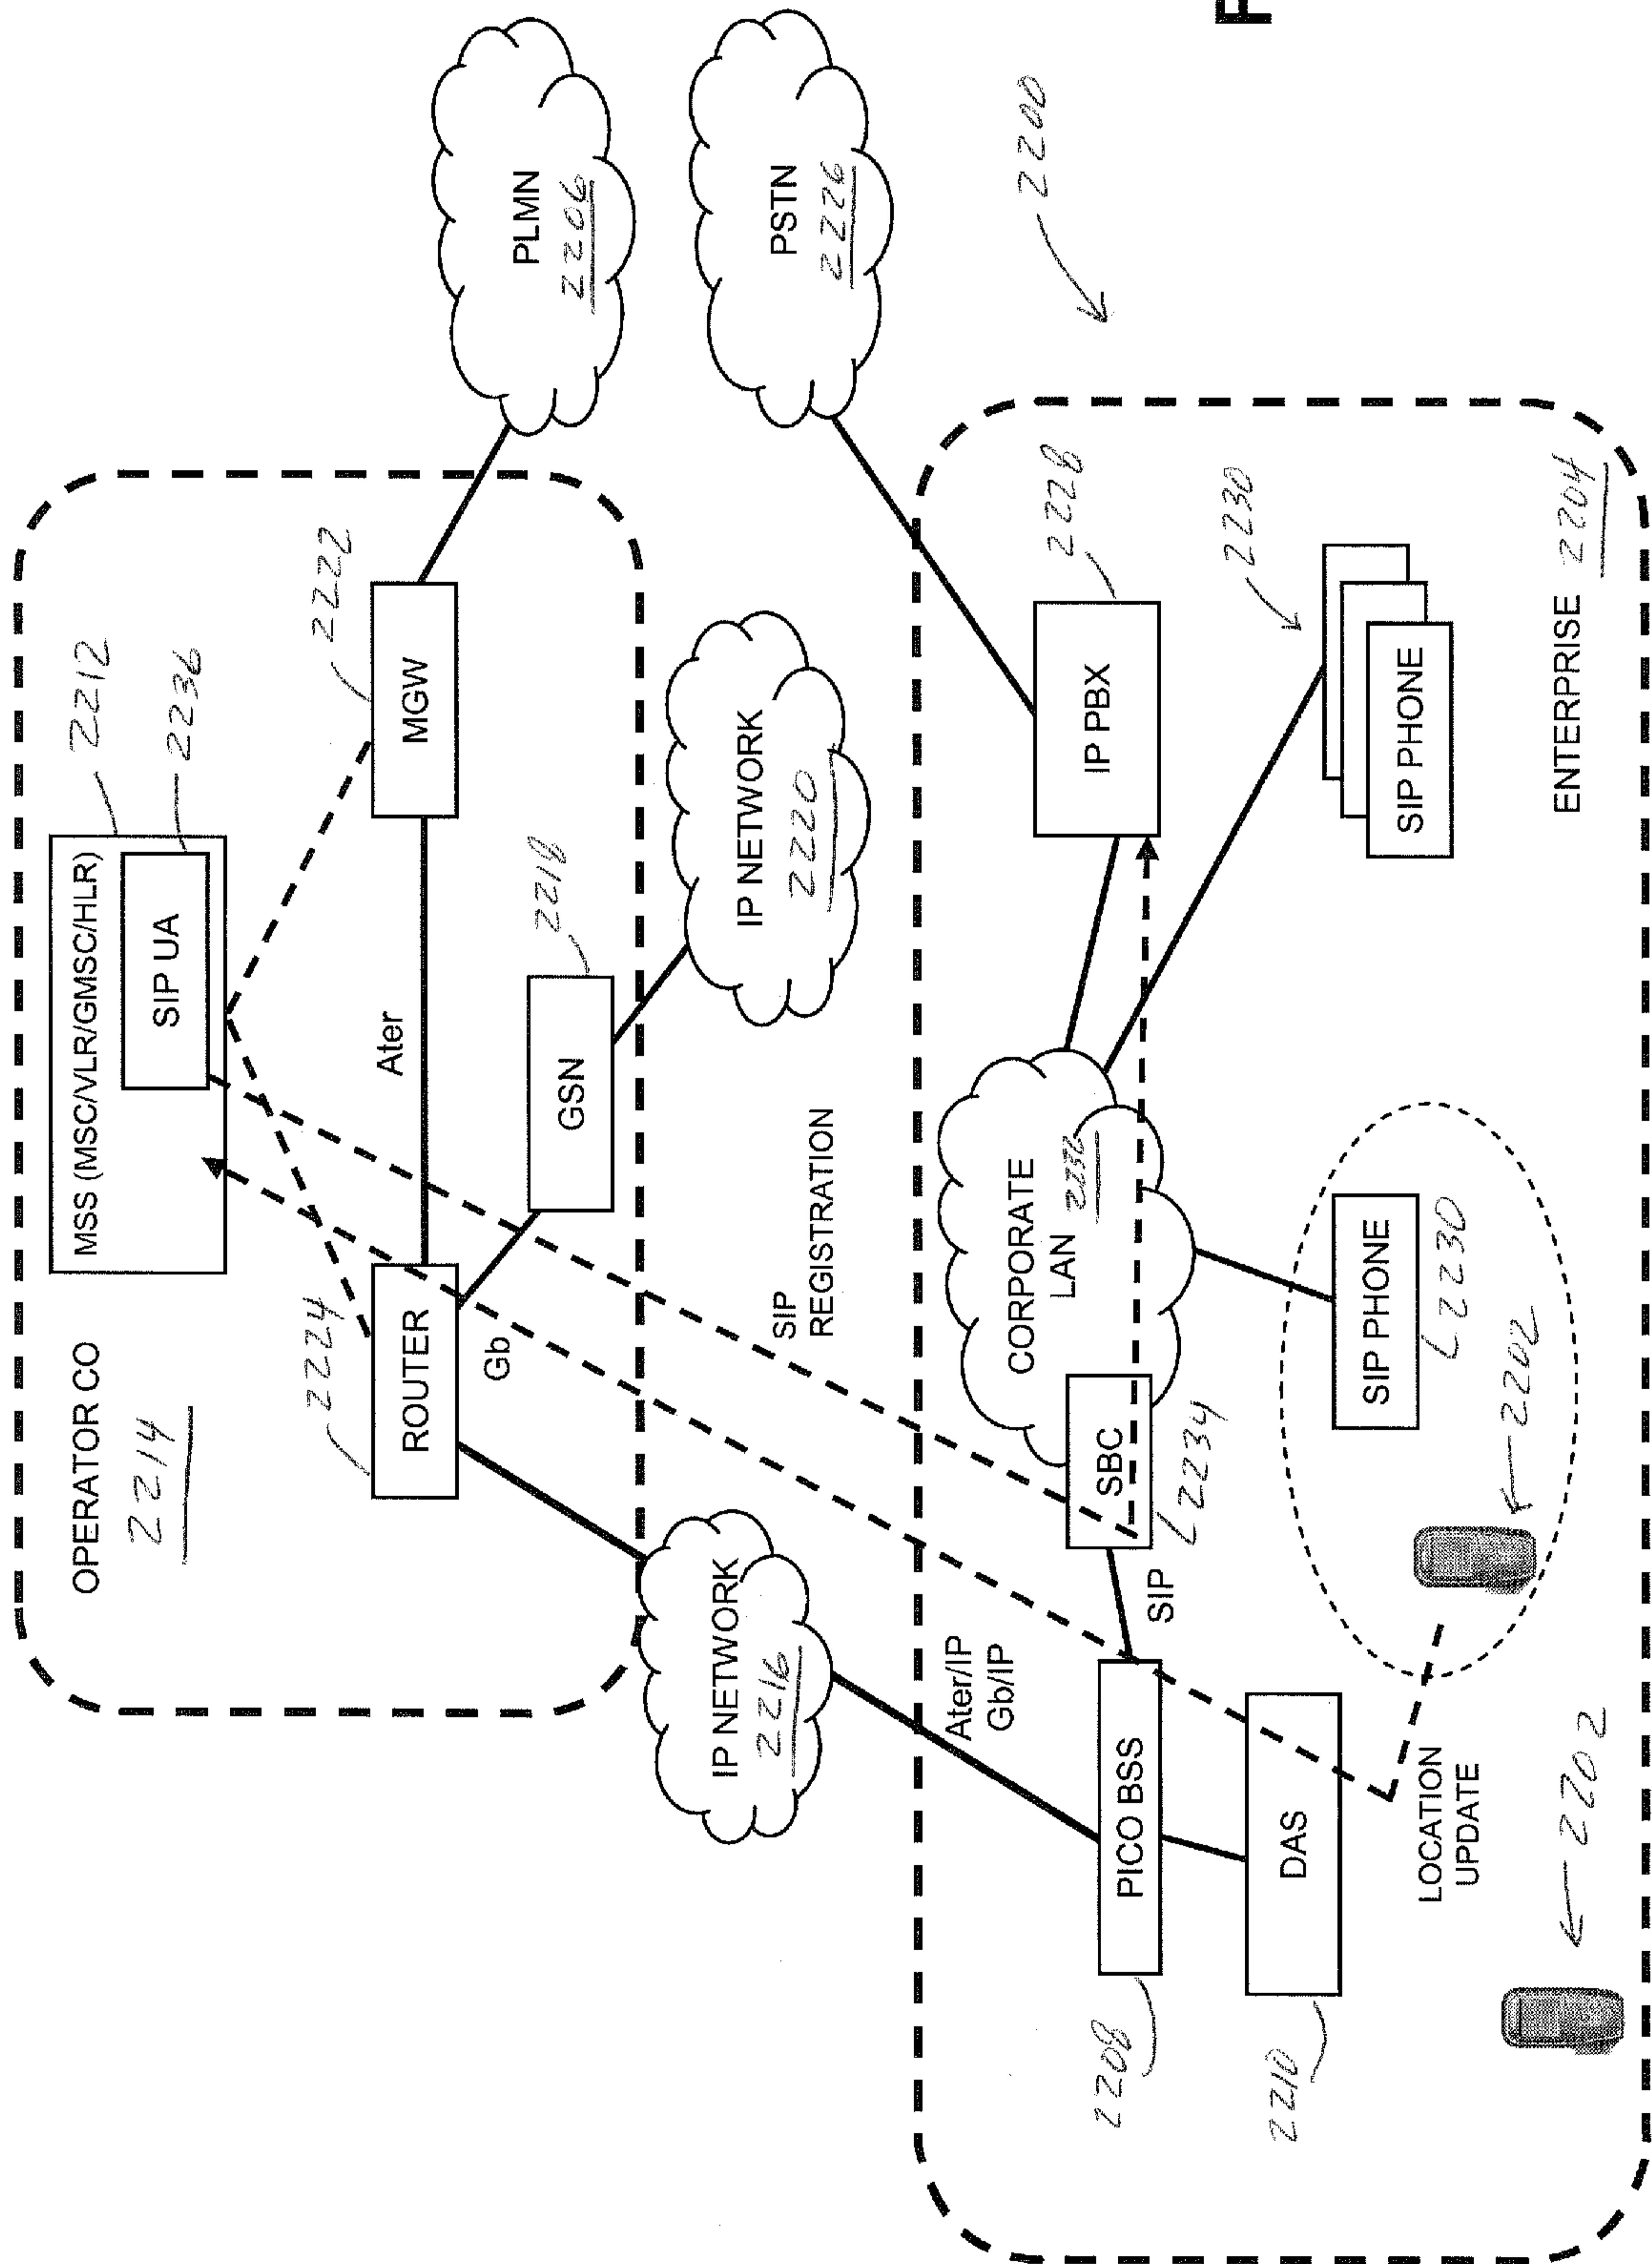 OPERATOR CO
2214
MSS (MSC/VLR/GMSC/HLR)
SIP UA
2212
2236
2224
ROUTER
Ater
MGW
2222
Gb
GSN
2218
PLMN
2206
IP NETWORK
2216
SIP
REGISTRATION
IP NETWORK
2220
PSTN
2226
Ater/IP
Gb/IP
2208
PICO BSS
SIP
SBC
2234
CORPORATE
LAN
IP PBX
2228
2200
2210
DAS
LOCATION
UPDATE
SIP PHONE
2230
2202
SIP PHONE
2230
2202
ENTERPRISE 2204